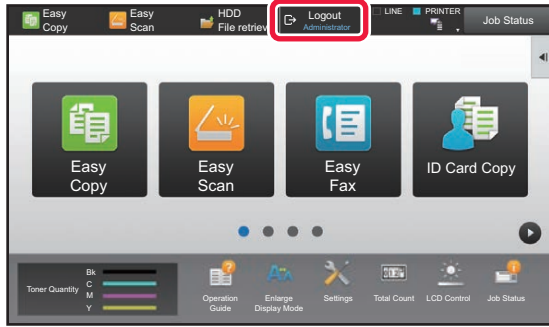 Easy
Copy
Easy
Scan
HDD
File retriev
Logout
Administrator
LINE
PRINTER
Job Status
Easy
Copy
Easy
Scan
Easy
Fax
ID Card Copy
Toner Quantity
Bk
C
M
Y
Operation
Guide
Enlarge
Display Mode
Settings
Total Count
LCD Control
Job Status